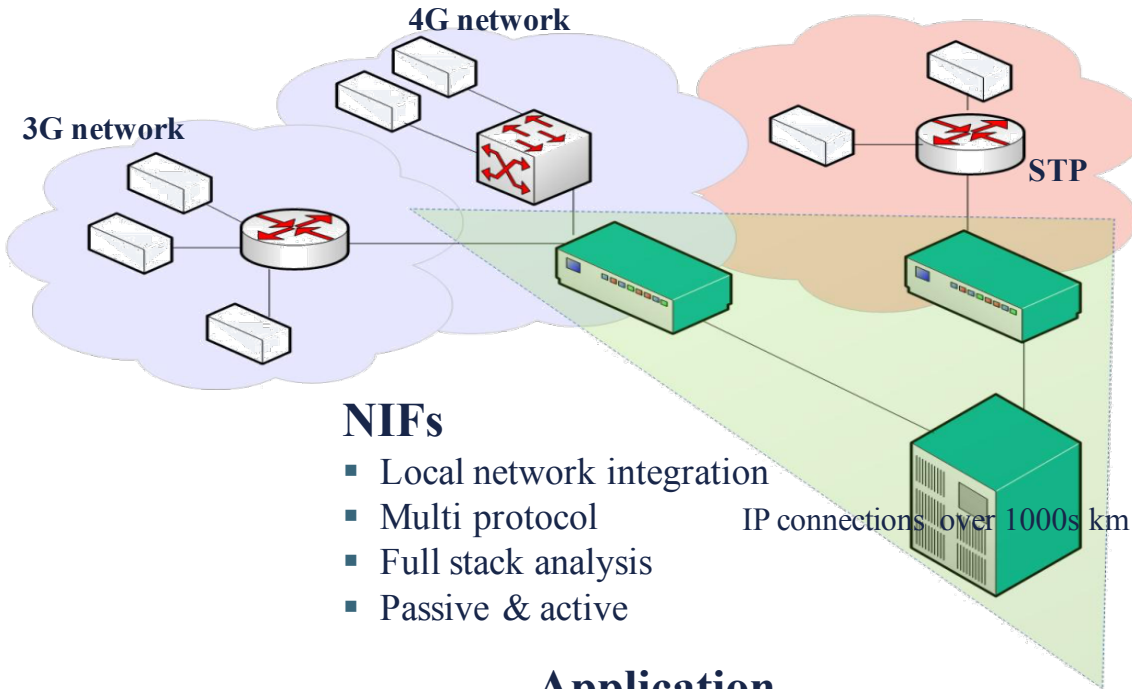 4G network
3G network
STP
NIFs
▪ Local network integration
▪ Multi protocol
IP connections over 1000s km
▪ Full stack analysis
▪ Passive & active
Application